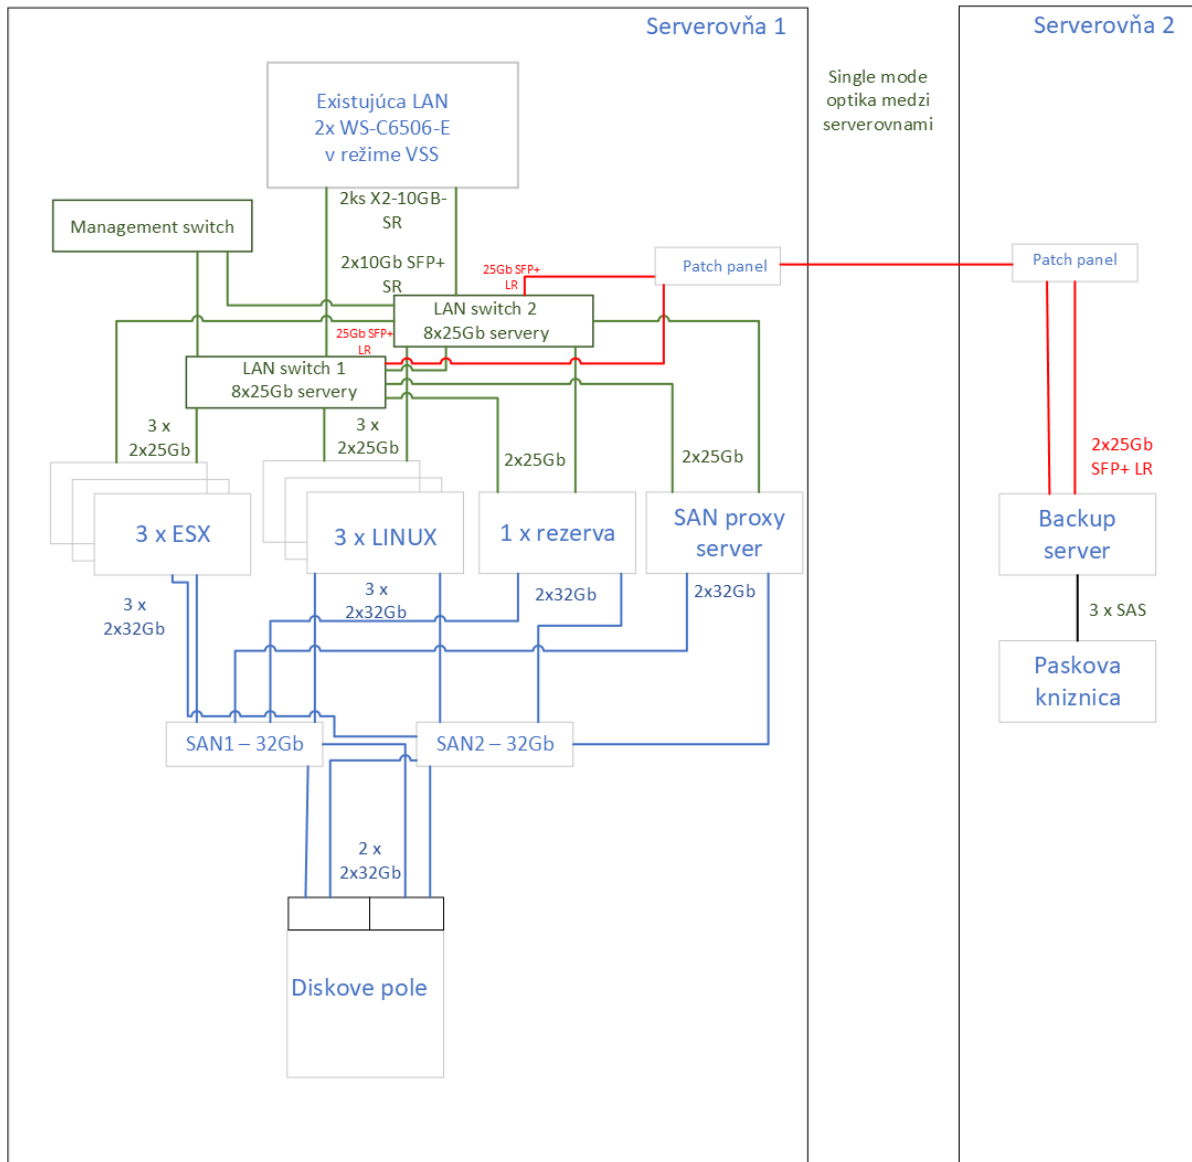 Serverovňa 1
Serverovňa 2
Single mode
optika medzi
serverovnami
Existujúca LAN
2x WS-C6506-E
v režime VSS
2ks X2-10GB-
SR
Management switch
2x10Gb SFP+
SR
25Gb SFP+
LR
Patch panel
Patch panel
LAN switch 2
8x25Gb servery
25Gb SFP+
LR
LAN switch 1
8x25Gb servery
3 x
2x25Gb
3 x
2x25Gb
2x25Gb
2x25Gb
2x25Gb
SFP+ LR
3 x ESX
3 x LINUX
1 x rezerva
SAN proxy
server
Backup
server
3 x
2x32Gb
3 x
2x32Gb
2x32Gb
2x32Gb
3 x SAS
Paskova
kniznica
SAN1 – 32Gb
SAN2 – 32Gb
2 x
2x32Gb
Diskove pole